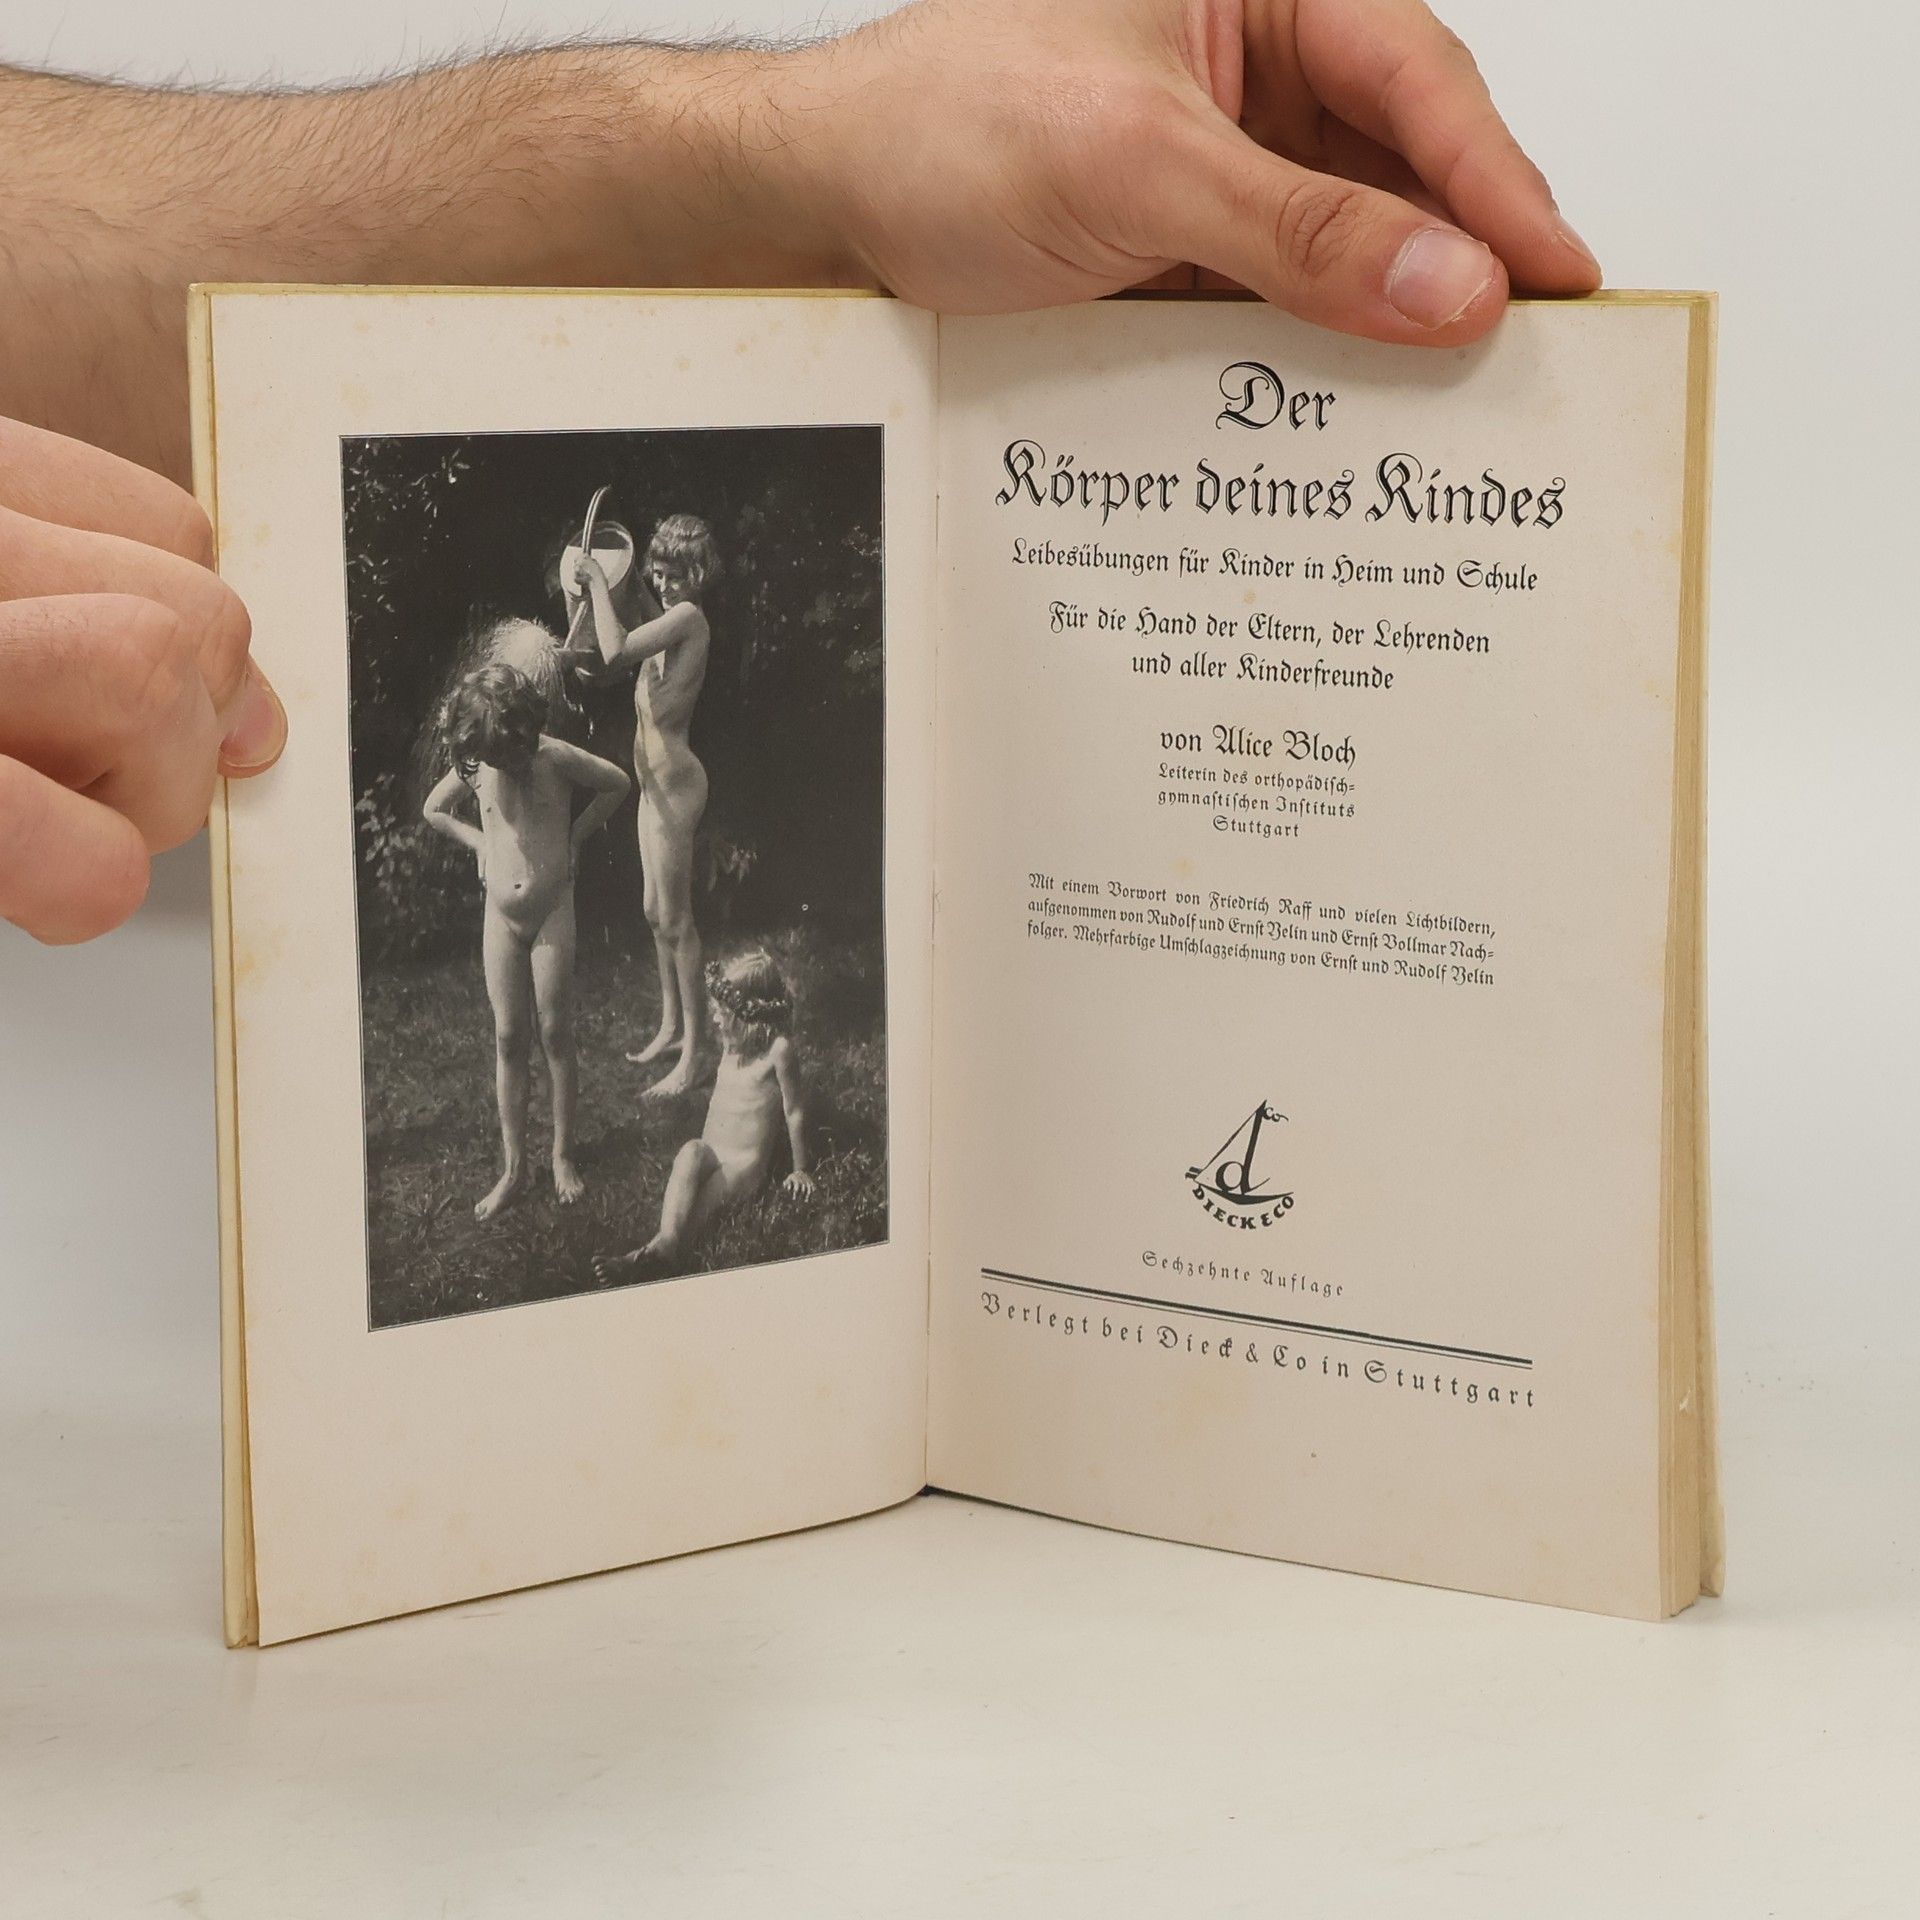 Der
Körper deines Kindes
Leibesübungen für Kinder in Heim und Schule
Für die Hand der Eltern, der Lehrenden
und aller Kinderfreunde
von Alice Bloch
Leiterin des orthopädisch-
gymnastischen Instituts
Stuttgart
Mit einem Vorwort von Friedrich Raff und vielen Lichtbildern,
aufgenommen von Rudolf und Ernst Yelin und Ernst Vollmar Nach-
folger. Mehrfarbige Umschlagzeichnung von Ernst und Rudolf Yelin
d Co
DIECK & CO
Sechzehnte Auflage
Verlegt bei Dieck & Co in Stuttgart